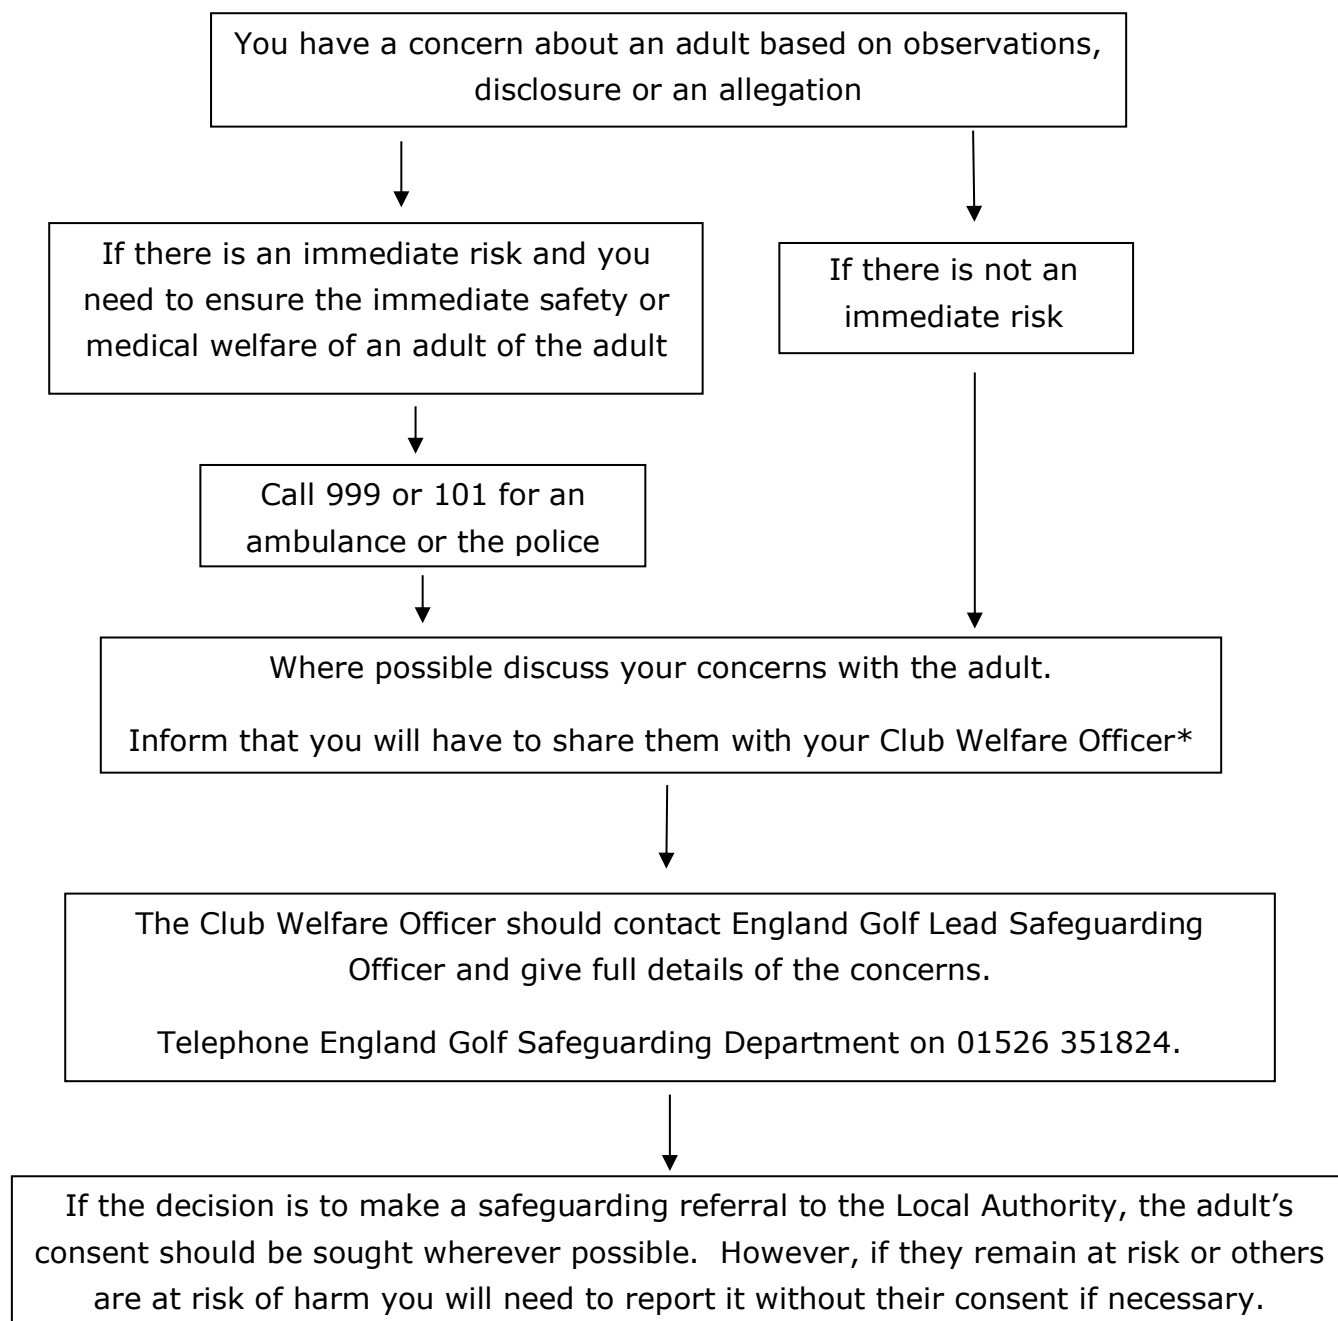 You have a concern about an adult based on observations,
disclosure or an allegation
If there is an immediate risk and you
need to ensure the immediate safety or
medical welfare of an adult of the adult
If there is not an
immediate risk
Call 999 or 101 for an
ambulance or the police
Where possible discuss your concerns with the adult.
Inform that you will have to share them with your Club Welfare Officer*
The Club Welfare Officer should contact England Golf Lead Safeguarding
Officer and give full details of the concerns.
Telephone England Golf Safeguarding Department on 01526 351824.
If the decision is to make a safeguarding referral to the Local Authority, the adult’s
consent should be sought wherever possible.  However, if they remain at risk or others
are at risk of harm you will need to report it without their consent if necessary.